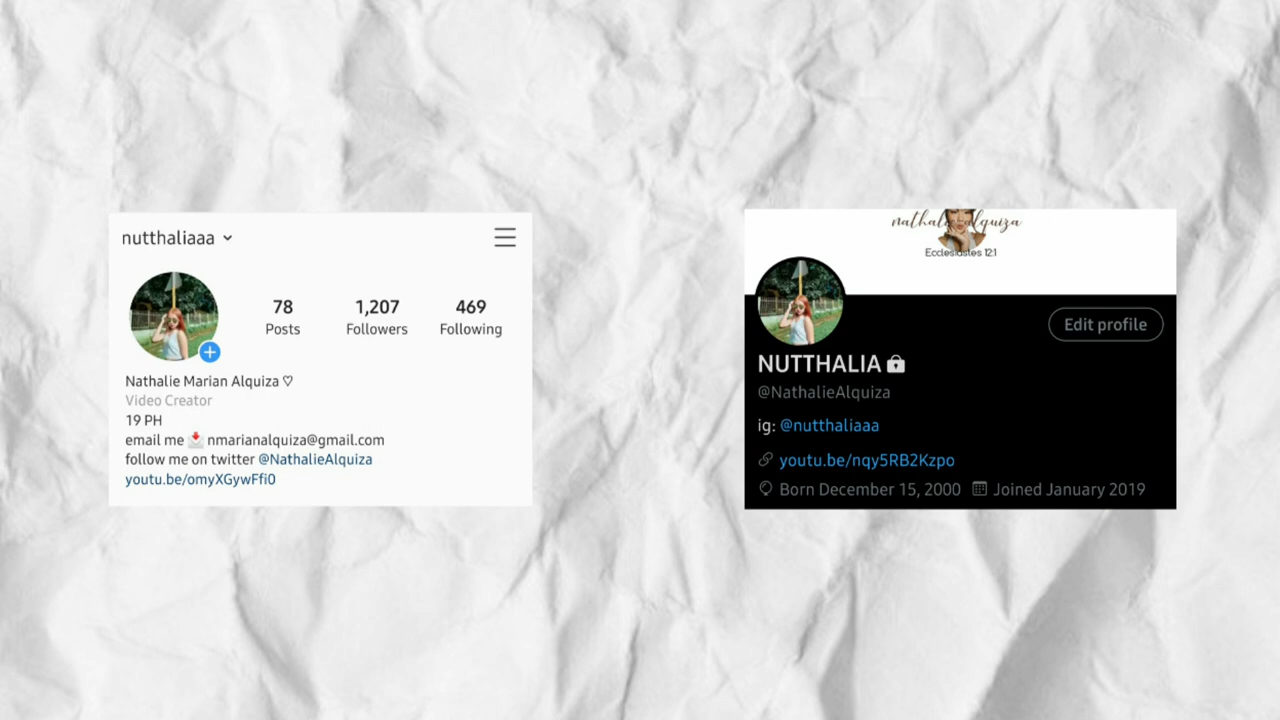 nutthaliaaa
78 1,207 469
Posts Followers Following
Nathalie Marian Alquiza ♡
Video Creator
19 PH
email me 📩 nmarianalquiza@gmail.com
follow me on twitter @NathalieAlquiza
youtu.be/omyXGywFfi0
nathalie alquiza
Ecclesiastes 12:1
Edit profile
NUTTHALIA
@NathalieAlquiza
ig: @nutthaliaaa
youtu.be/nqy5RB2Kzpo
Born December 15, 2000 Joined January 2019